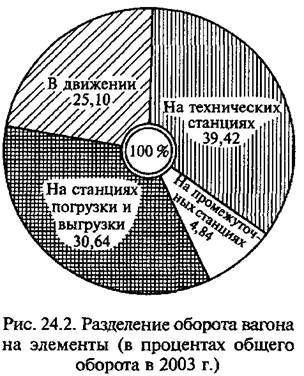 В движении
25,10
На технических
станциях
39,42
100 %
На промежуточ-
ных станциях
4,84
На станциях
погрузки и
выгрузки
30,64
Рис. 24.2. Разделение оборота вагона
на элементы (в процентах общего
оборота в 2003 г.)